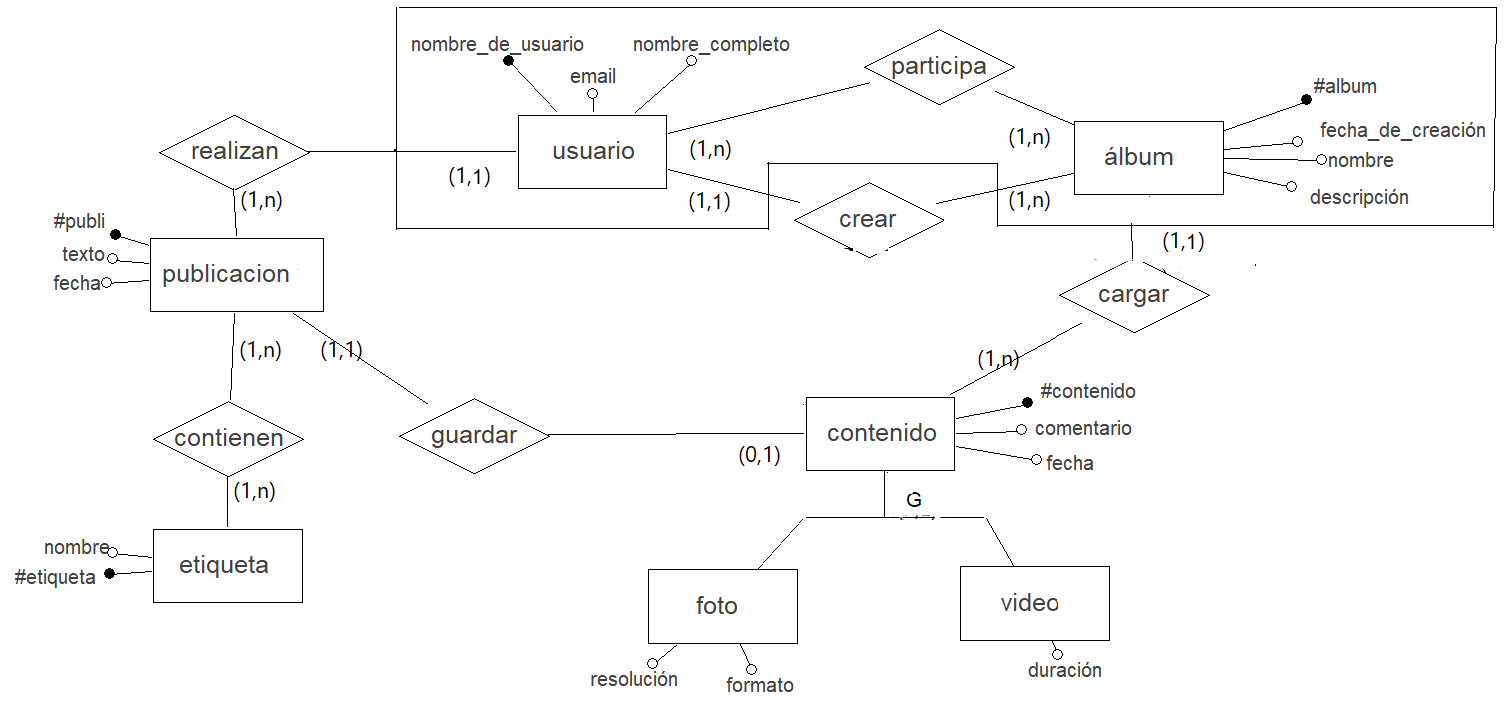 nombre_de_usuario
nombre_completo
email
participa
#album
fecha_de_creación
nombre
descripción
realizan
usuario
álbum
(1,1)
(1,n)
(1,n)
(1,1)
(1,n)
crear
(1,n)
#publi
texto
fecha
publicacion
(1,1)
cargar
(1,n)
(1,1)
(1,n)
#contenido
comentario
fecha
contienen
guardar
contenido
(0,1)
(1,n)
G
nombre
#etiqueta
etiqueta
foto
video
resolución
formato
duración